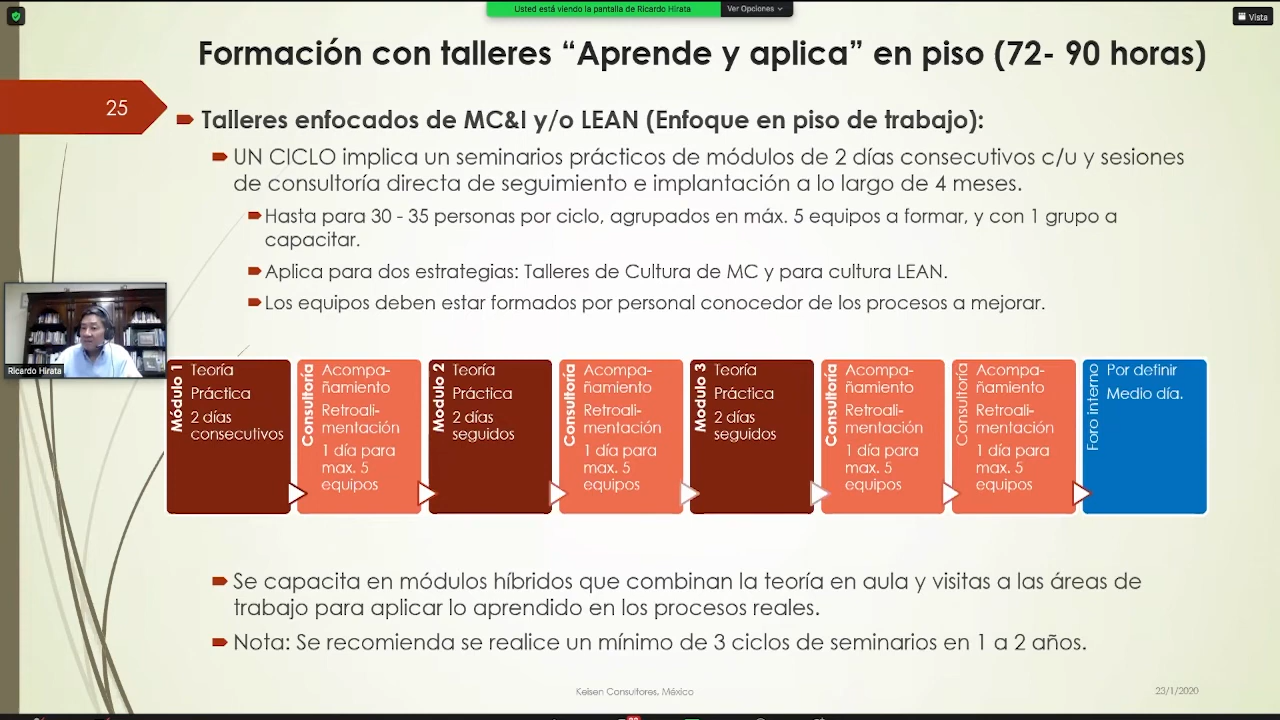 Usted está viendo la pantalla de Ricardo Hirata
Ver Opciones
Vista
Formación con talleres “Aprende y aplica” en piso (72- 90 horas)
25
Talleres enfocados de MC&I y/o LEAN (Enfoque en piso de trabajo):
UN CICLO implica un seminarios prácticos de módulos de 2 días consecutivos c/u y sesiones
de consultoría directa de seguimiento e implantación a lo largo de 4 meses.
Hasta para 30 - 35 personas por ciclo, agrupados en máx. 5 equipos a formar, y con 1 grupo a
capacitar.
Aplica para dos estrategias: Talleres de Cultura de MC y para cultura LEAN.
Los equipos deben estar formados por personal conocedor de los procesos a mejorar.
Ricardo Hirata
Módulo 1
Teoría
Práctica
2 días
consecutivos
Consultoría
Acompa-
ñamiento
Retroali-
mentación
1 día para
max. 5
equipos
Módulo 2
Teoría
Práctica
2 días
seguidos
Consultoría
Acompa-
ñamiento
Retroali-
mentación
1 día para
max. 5
equipos
Modulo 3
Teoría
Práctica
2 días
seguidos
Consultoría
Acompa-
ñamiento
Retroali-
mentación
1 día para
max. 5
equipos
Consultoría
Acompa-
ñamiento
Retroali-
mentación
1 día para
max. 5
equipos
Foro interno
Por definir
Medio día.
Se capacita en módulos híbridos que combinan la teoría en aula y visitas a las áreas de
trabajo para aplicar lo aprendido en los procesos reales.
Nota: Se recomienda se realice un mínimo de 3 ciclos de seminarios en 1 a 2 años.
Keisen Consultores, México
23/1/2020